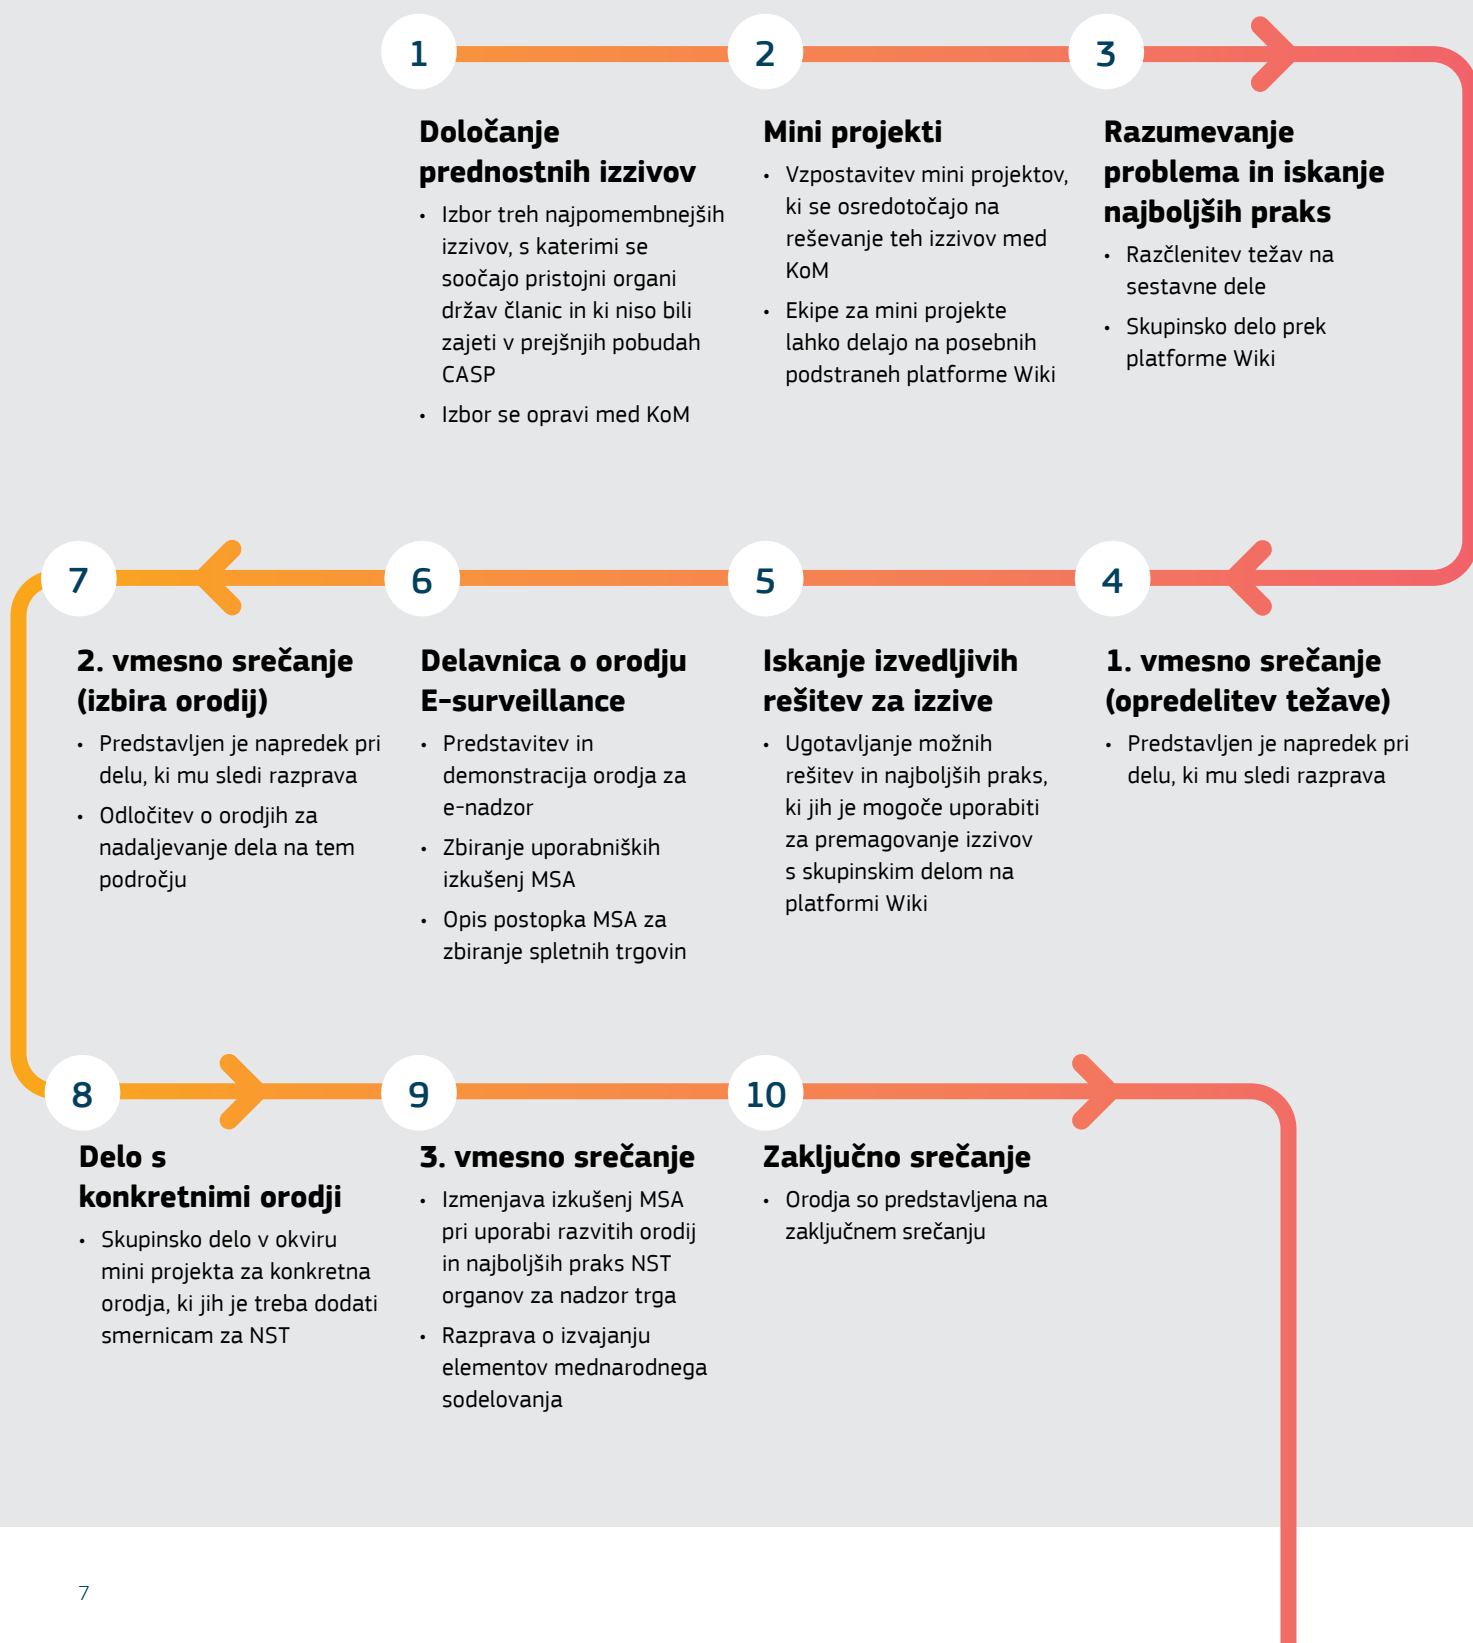 1
Določanje
prednostnih izzivov
• Izbor treh najpomembnejših
izzivov, s katerimi se
soočajo pristojni organi
držav članic in ki niso bili
zajeti v prejšnjih pobudah
CASP
• Izbor se opravi med KoM
2
Mini projekti
• Vzpostavitev mini projektov,
ki se osredotočajo na
reševanje teh izzivov med
KoM
• Ekipe za mini projekte
lahko delajo na posebnih
podstraneh platforme Wiki
3
Razumevanje
problema in iskanje
najboljših praks
• Razčlenitev težav na
sestavne dele
• Skupinsko delo prek
platforme Wiki
4
1. vmesno srečanje
(opredelitev težave)
• Predstavljen je napredek pri
delu, ki mu sledi razprava
5
Iskanje izvedljivih
rešitev za izzive
• Ugotavljanje možnih
rešitev in najboljših praks,
ki jih je mogoče uporabiti
za premagovanje izzivov
s skupinskim delom na
platformi Wiki
6
Delavnica o orodju
E-surveillance
• Predstavitev in
demonstracija orodja za
e-nadzor
• Zbiranje uporabniških
izkušenj MSA
• Opis postopka MSA za
zbiranje spletnih trgovin
7
2. vmesno srečanje
(izbira orodij)
• Predstavljen je napredek pri
delu, ki mu sledi razprava
• Odločitev o orodjih za
nadaljevanje dela na tem
področju
8
Delo s
konkretnimi orodji
• Skupinsko delo v okviru
mini projekta za konkretna
orodja, ki jih je treba dodati
smernicam za NST
9
3. vmesno srečanje
• Izmenjava izkušenj MSA
pri uporabi razvitih orodij
in najboljših praks NST
organov za nadzor trga
• Razprava o izvajanju
elementov mednarodnega
sodelovanja
10
Zaključno srečanje
• Orodja so predstavljena na
zaključnem srečanju
7